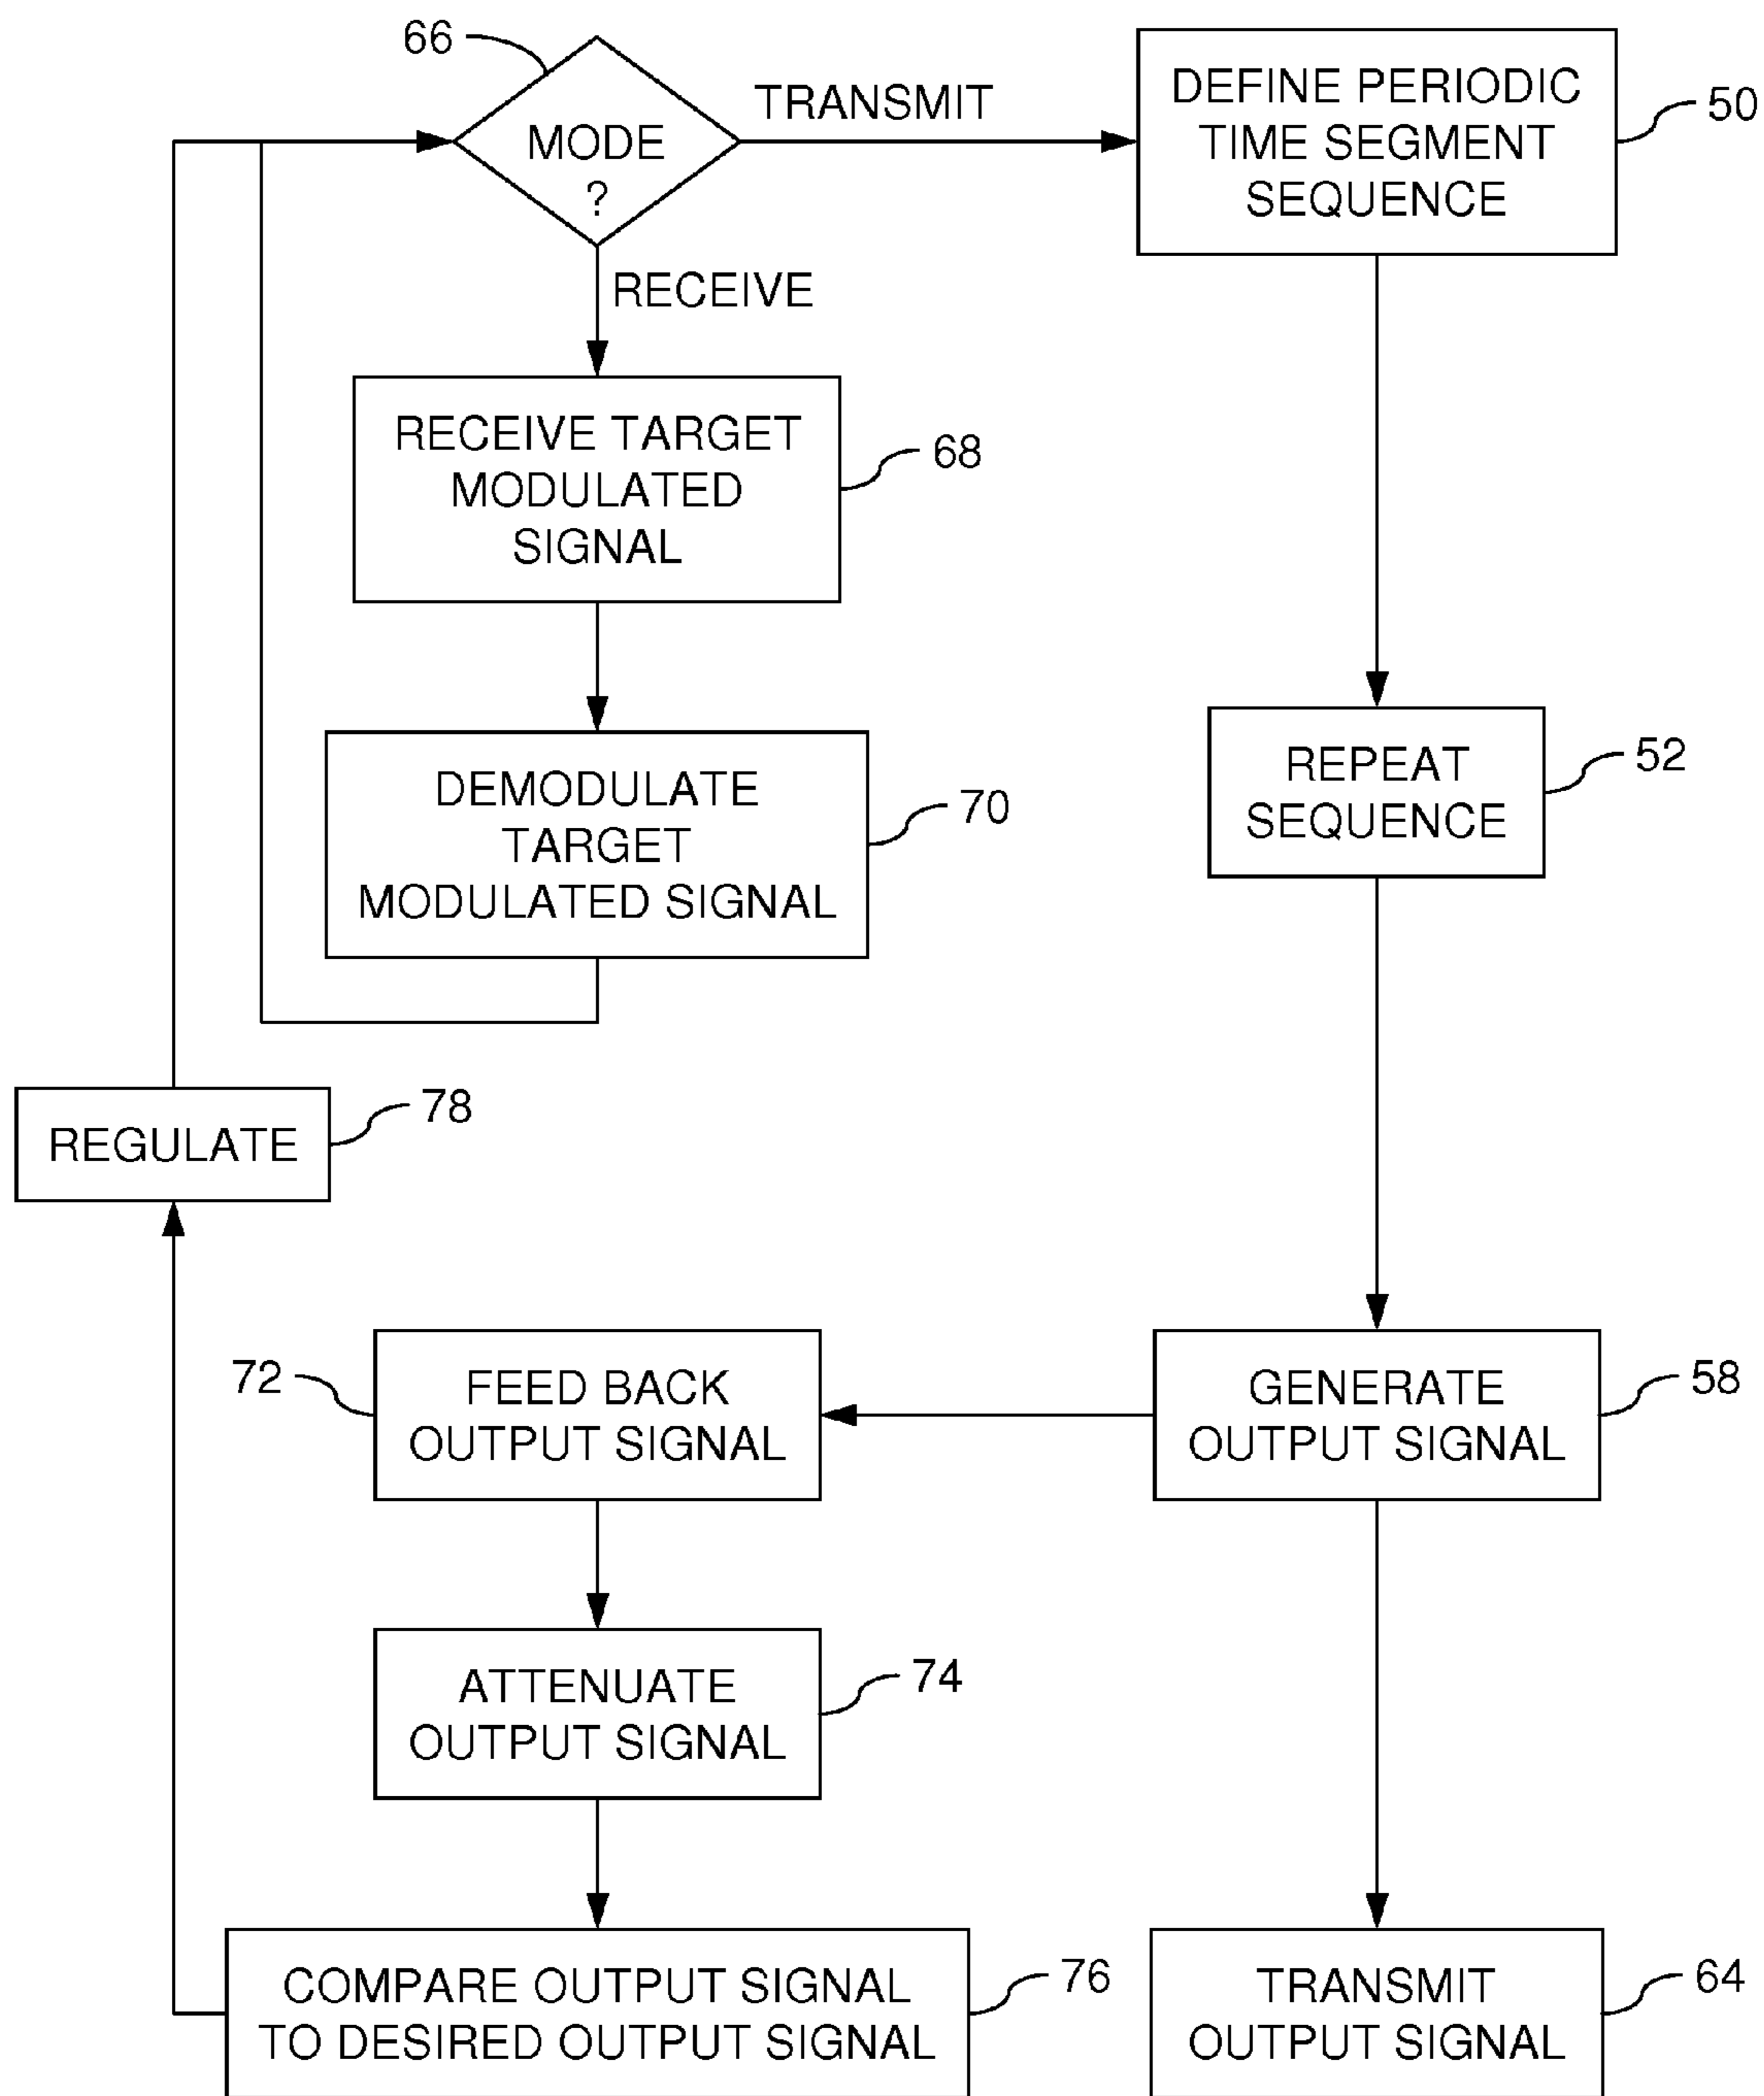 66
MODE
?
TRANSMIT
DEFINE PERIODIC
TIME SEGMENT
SEQUENCE
50
RECEIVE
RECEIVE TARGET
MODULATED
SIGNAL
68
DEMODULATE
TARGET
MODULATED SIGNAL
70
REPEAT
SEQUENCE
52
REGULATE
78
72
FEED BACK
OUTPUT SIGNAL
GENERATE
OUTPUT SIGNAL
58
ATTENUATE
OUTPUT SIGNAL
74
COMPARE OUTPUT SIGNAL
TO DESIRED OUTPUT SIGNAL
76
TRANSMIT
OUTPUT SIGNAL
64